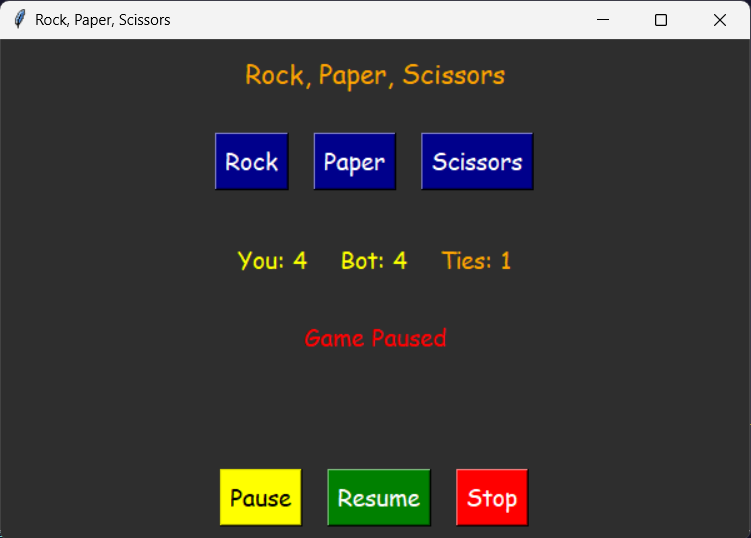 Rock, Paper, Scissors
Rock, Paper, Scissors
Rock Paper Scissors
You: 4 Bot: 4 Ties: 1
Game Paused
Pause Resume Stop